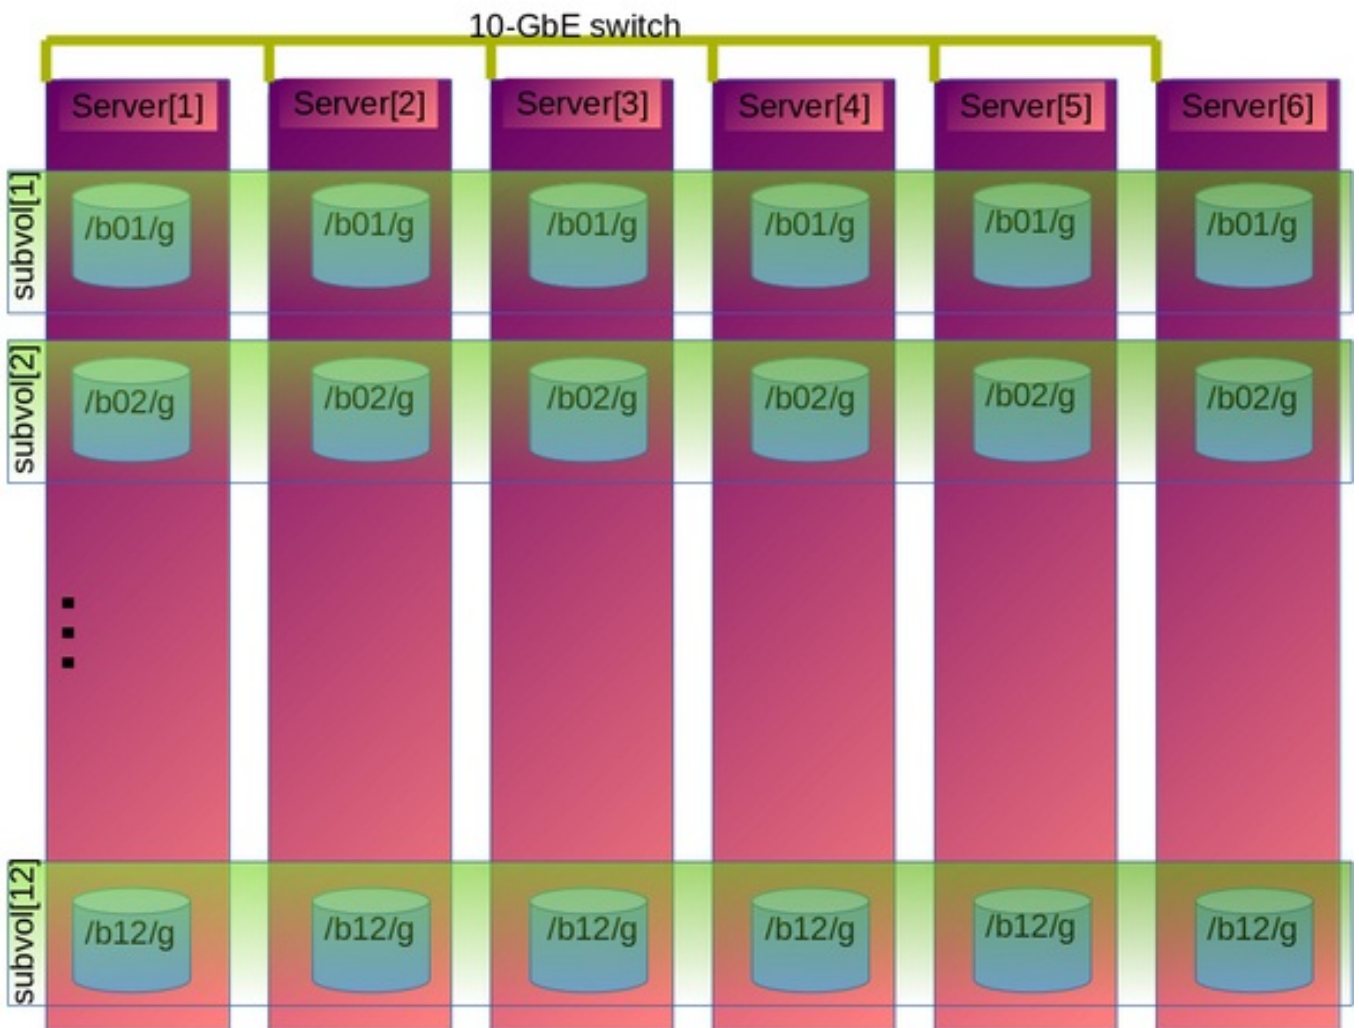 10-GbE switch
Server[1] Server[2] Server[3] Server[4] Server[5] Server[6]
subvol[1]
/b01/g /b01/g /b01/g /b01/g /b01/g /b01/g
subvol[2]
/b02/g /b02/g /b02/g /b02/g /b02/g /b02/g
subvol[12]
/b12/g /b12/g /b12/g /b12/g /b12/g /b12/g